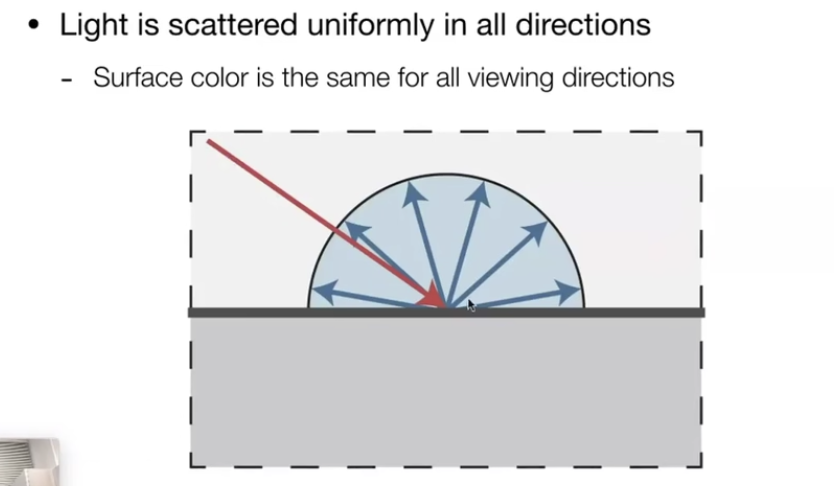 • Light is scattered uniformly in all directions
- Surface color is the same for all viewing directions